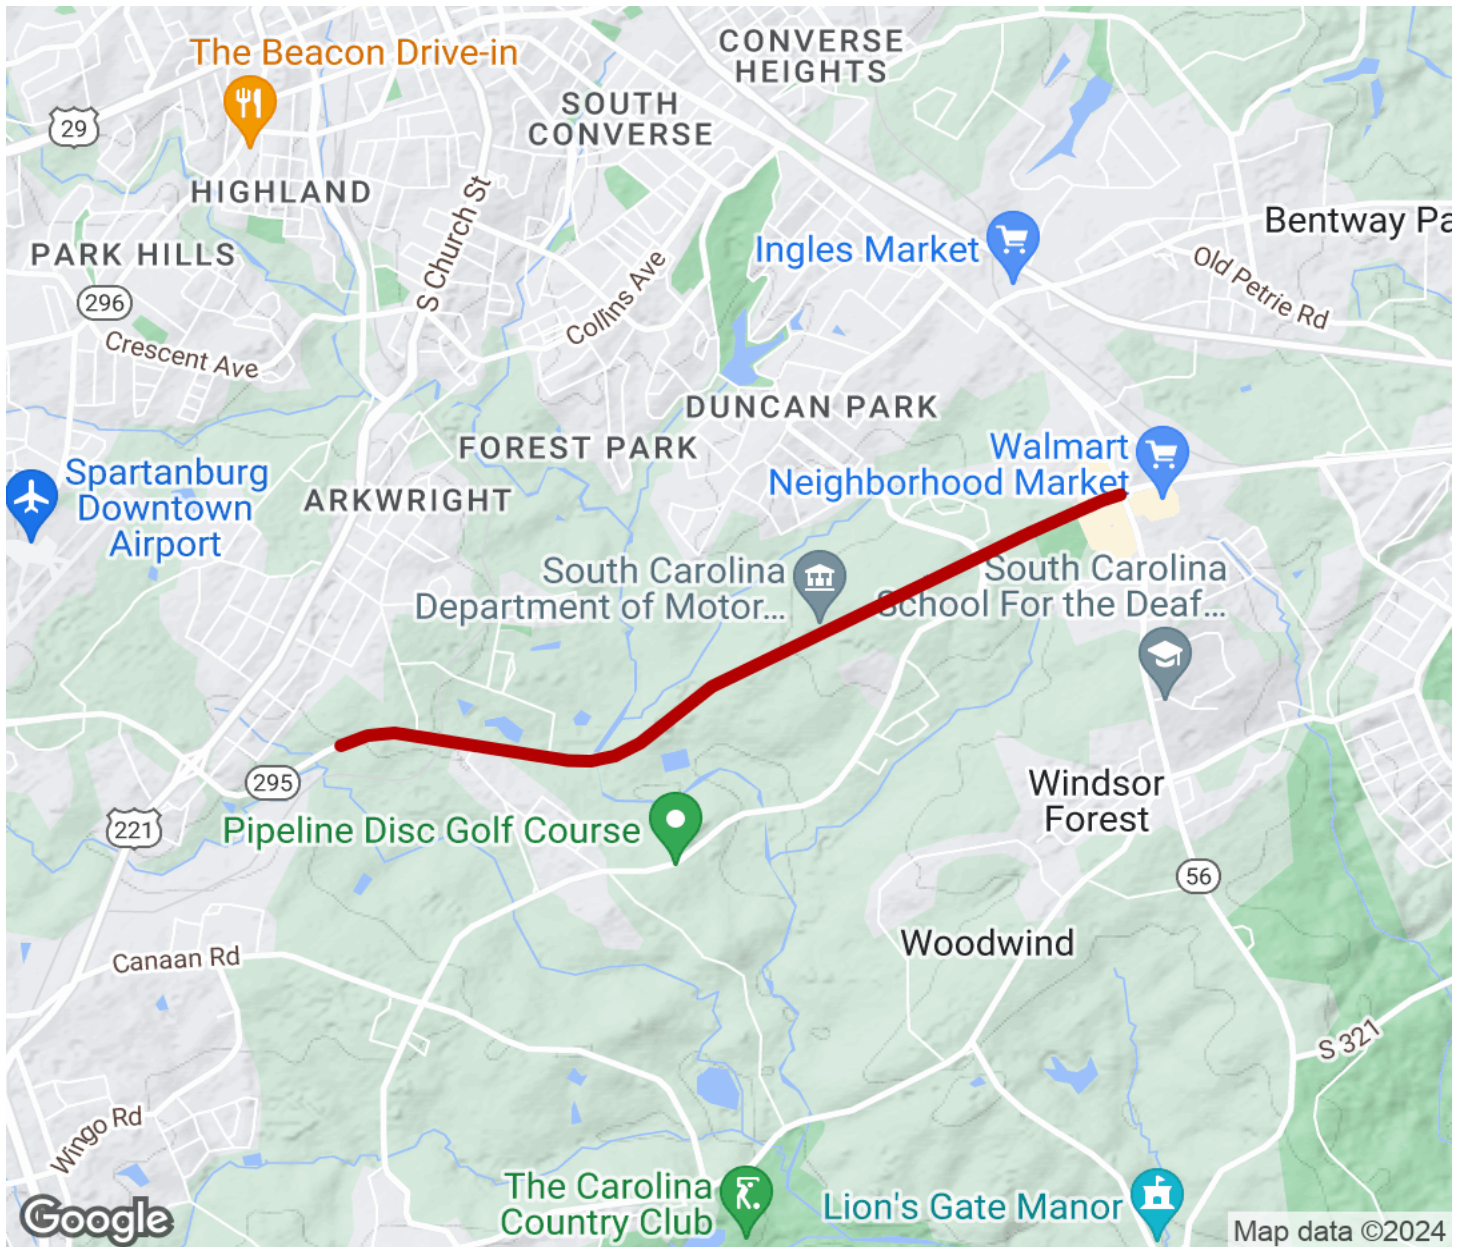 The Beacon Drive-in
CONVERSE
HEIGHTS
SOUTH
CONVERSE
29
HIGHLAND
PARK HILLS
S Church St
Bentway Pa
Ingles Market
Old Petrie Rd
296
Collins Ave
Crescent Ave
DUNCAN PARK
FOREST PARK
Walmart
Neighborhood Market
Spartanburg
Downtown
Airport
ARKWRIGHT
South Carolina
Department of Motor...
South Carolina
School For the Deaf...
295
221
Pipeline Disc Golf Course
Windsor
Forest
56
Woodwind
Canaan Rd
S 321
Wingo Rd
The Carolina
Country Club
Lion's Gate Manor
Google
Map data ©2024